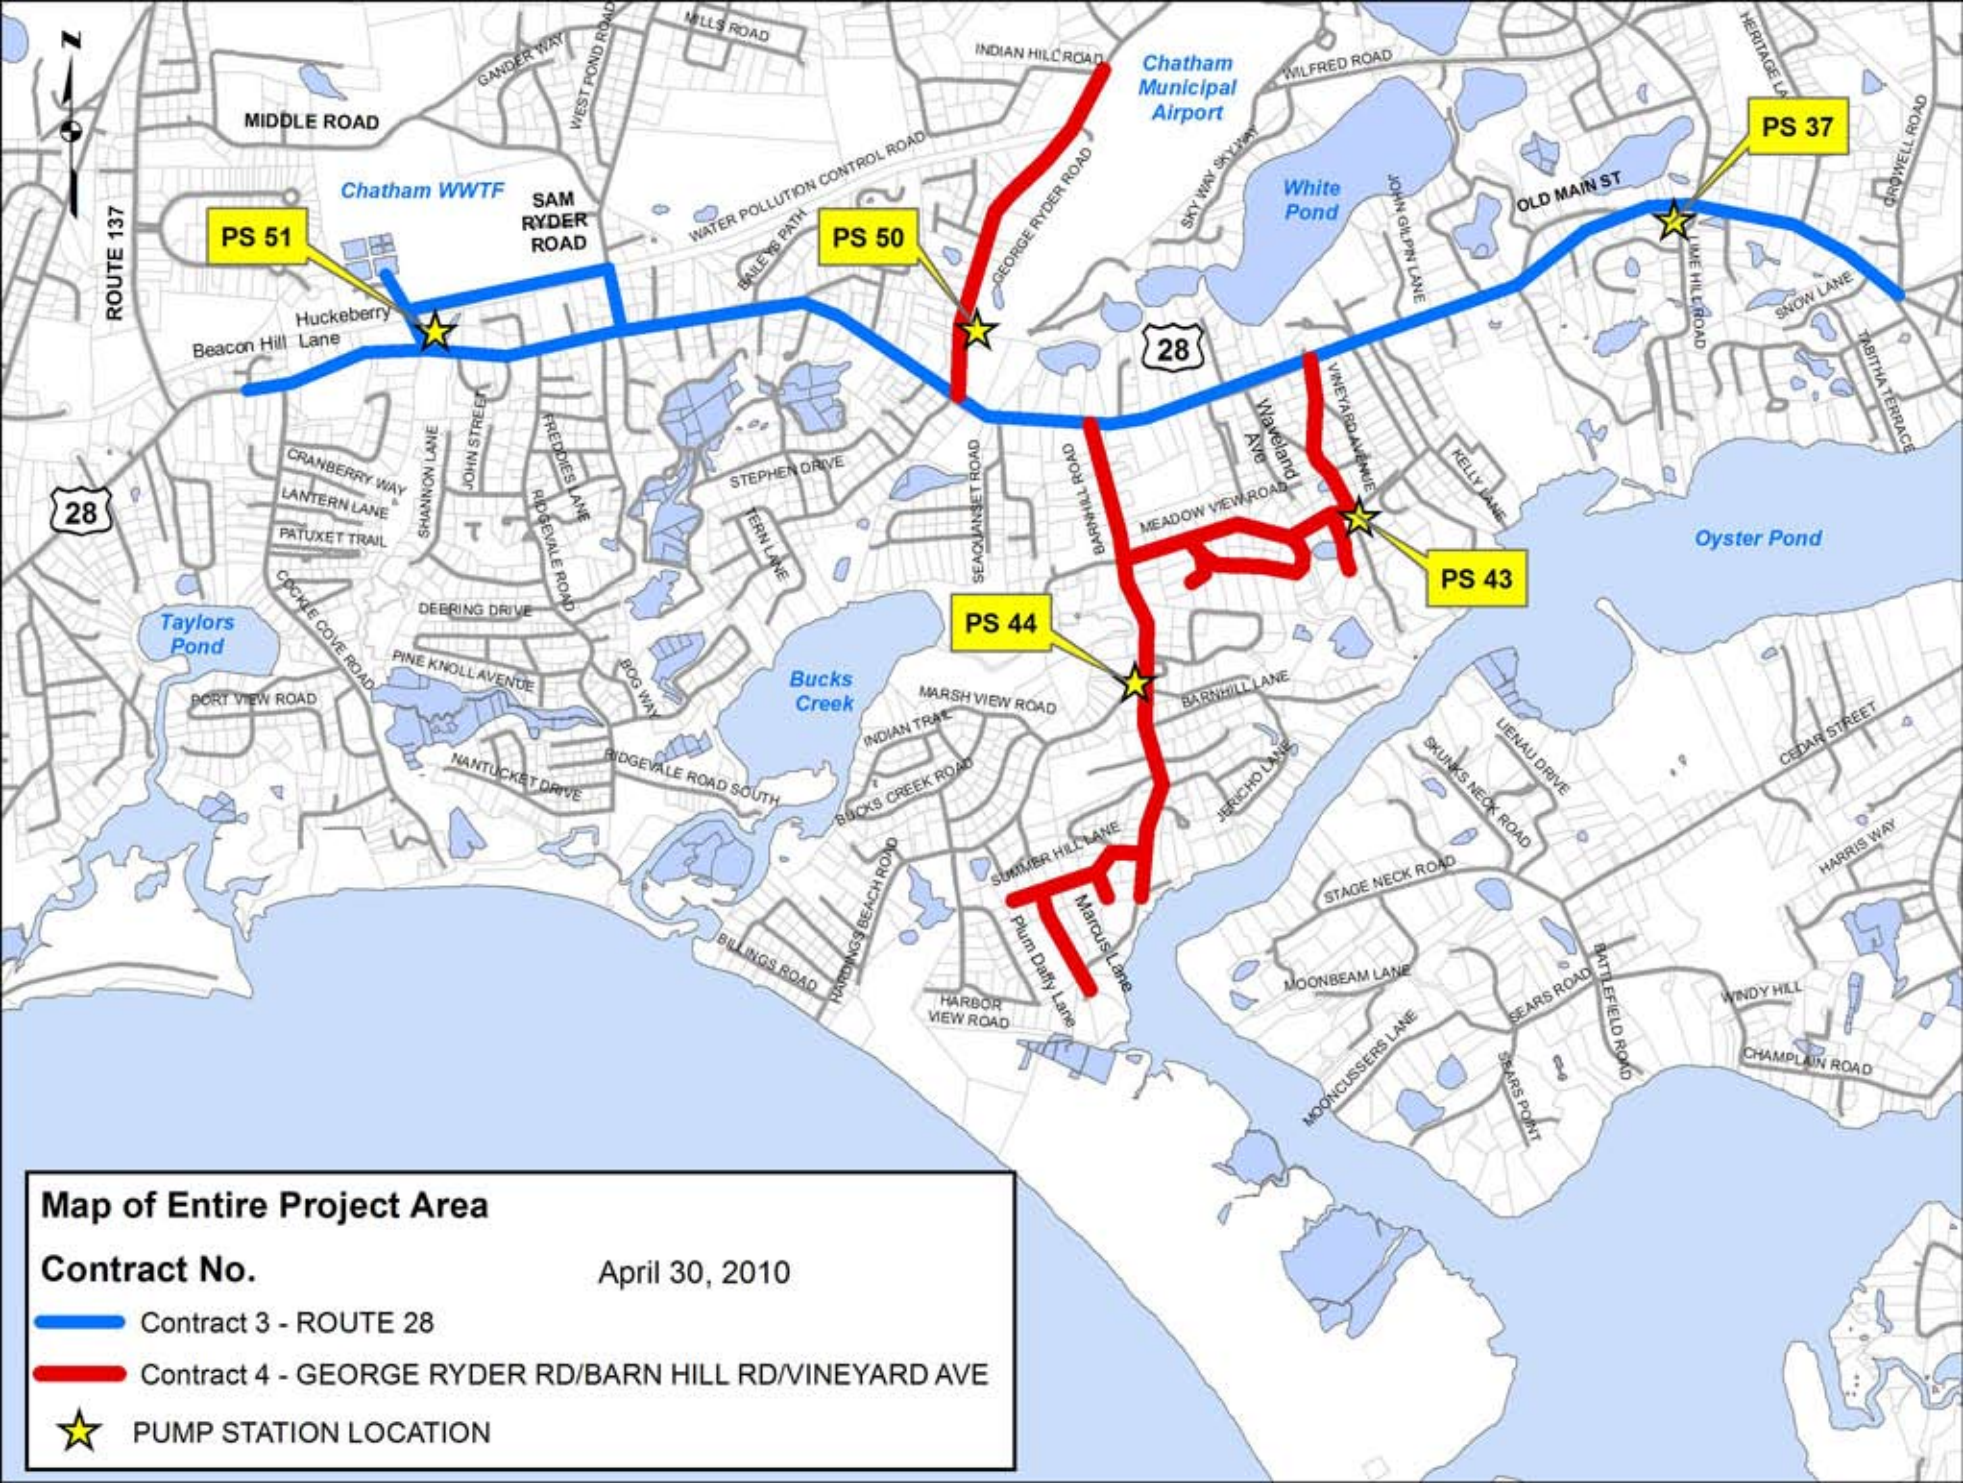 N
MILLS ROAD
GANDER WAY
WEST POND ROAD
INDIAN HILL ROAD
Chatham
Municipal
Airport
WILFRED ROAD
HERITAGE LA
PS 37
CROWELL ROAD
MIDDLE ROAD
Chatham WWTF
SAM
RYDER
ROAD
WATER POLLUTION CONTROL ROAD
BAILEYS PATH
GEORGE RYDER ROAD
SKY WAY SKY WAY
White
Pond
JOHN GILPIN LANE
OLD MAIN ST
PS 51
PS 50
ROUTE 137
Huckeberry
Beacon Hill Lane
28
LIME HILL ROAD
SNOW LANE
TABITHA TERRACE
VINEYARD AVENUE
Waveland
Ave
KELLY LANE
CRANBERRY WAY
LANTERN LANE
PATUXET TRAIL
SHANNON LANE
JOHN STREET
FREDDIES LANE
RIDGEVALE ROAD
STEPHEN DRIVE
TERN LANE
SEAQUANSET ROAD
BARNHILL ROAD
MEADOW VIEW ROAD
28
Oyster Pond
PS 43
PS 44
Taylors
Pond
COCKLE COVE ROAD
DEERING DRIVE
PINE KNOLL AVENUE
BOG WAY
PORT VIEW ROAD
Bucks
Creek
MARSH VIEW ROAD
INDIAN TRAIL
BUCKS CREEK ROAD
BARNHILL LANE
JERICHO LANE
NANTUCKET DRIVE
RIDGEVALE ROAD SOUTH
SKUNKS NECK ROAD
LIENAU DRIVE
CEDAR STREET
HARRIS WAY
SUMMER HILL LANE
STAGE NECK ROAD
HARDINGS BEACH ROAD
BILLINGS ROAD
Plum Daffy Lane
Marcus Lane
HARBOR
VIEW ROAD
MOONBEAM LANE
MOONCUSSERS LANE
SEARS ROAD
SEARS POINT
BATTLEFIELD ROAD
WINDY HILL
CHAMPLAIN ROAD
Map of Entire Project Area
Contract No.
April 30, 2010
Contract 3 - ROUTE 28
Contract 4 - GEORGE RYDER RD/BARN HILL RD/VINEYARD AVE
PUMP STATION LOCATION